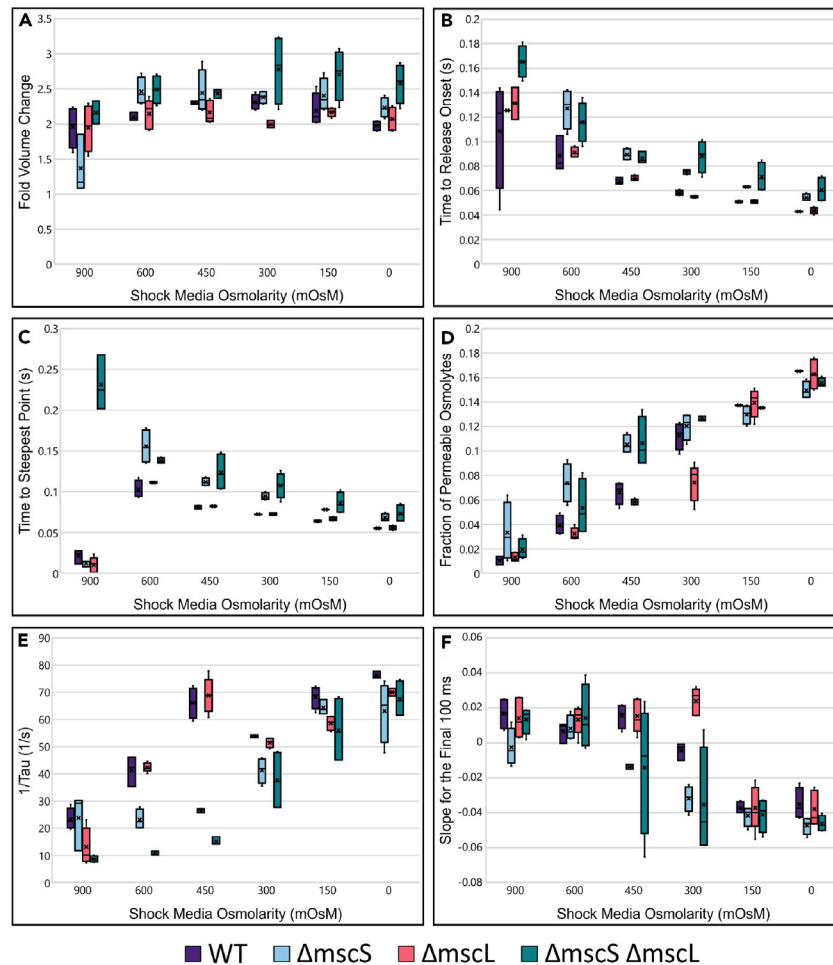 A
B
3.5
3
2.5
2
1.5
1
0.5
0
Fold Volume Change
900 600 450 300 150 0
Shock Media Osmolarity (mOsM)
0.2
0.18
0.16
0.14
0.12
0.1
0.08
0.06
0.04
0.02
0
Time to Release Onset (s)
900 600 450 300 150 0
Shock Media Osmolarity (mOsM)
C
D
0.3
0.25
0.2
0.15
0.1
0.05
0
Time to Steepest Point (s)
900 600 450 300 150 0
Shock Media Osmolarity (mOsM)
0.2
0.18
0.16
0.14
0.12
0.1
0.08
0.06
0.04
0.02
0
Fraction of Permeable Osmolytes
900 600 450 300 150 0
Shock Media Osmolarity (mOsM)
E
F
90
80
70
60
50
40
30
20
10
0
1/Tau (1/s)
900 600 450 300 150 0
Shock Media Osmolarity (mOsM)
0.06
0.04
0.02
0
-0.02
-0.04
-0.06
-0.08
Slope for the Final 100 ms
900 600 450 300 150 0
Shock Media Osmolarity (mOsM)
WT ΔmscS ΔmscL ΔmscS ΔmscL